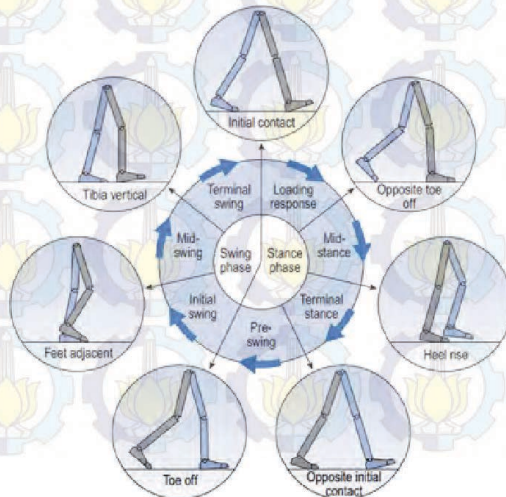 Initial contact
Tibia vertical
Terminal
swing
Loading
response
Opposite toe
off
Mid-
swing
Swing
phase
Stance
phase
Mid-
stance
Feet adjacent
Initial
swing
Pre-
swing
Terminal
stance
Heel rise
Toe off
Opposite initial
contact